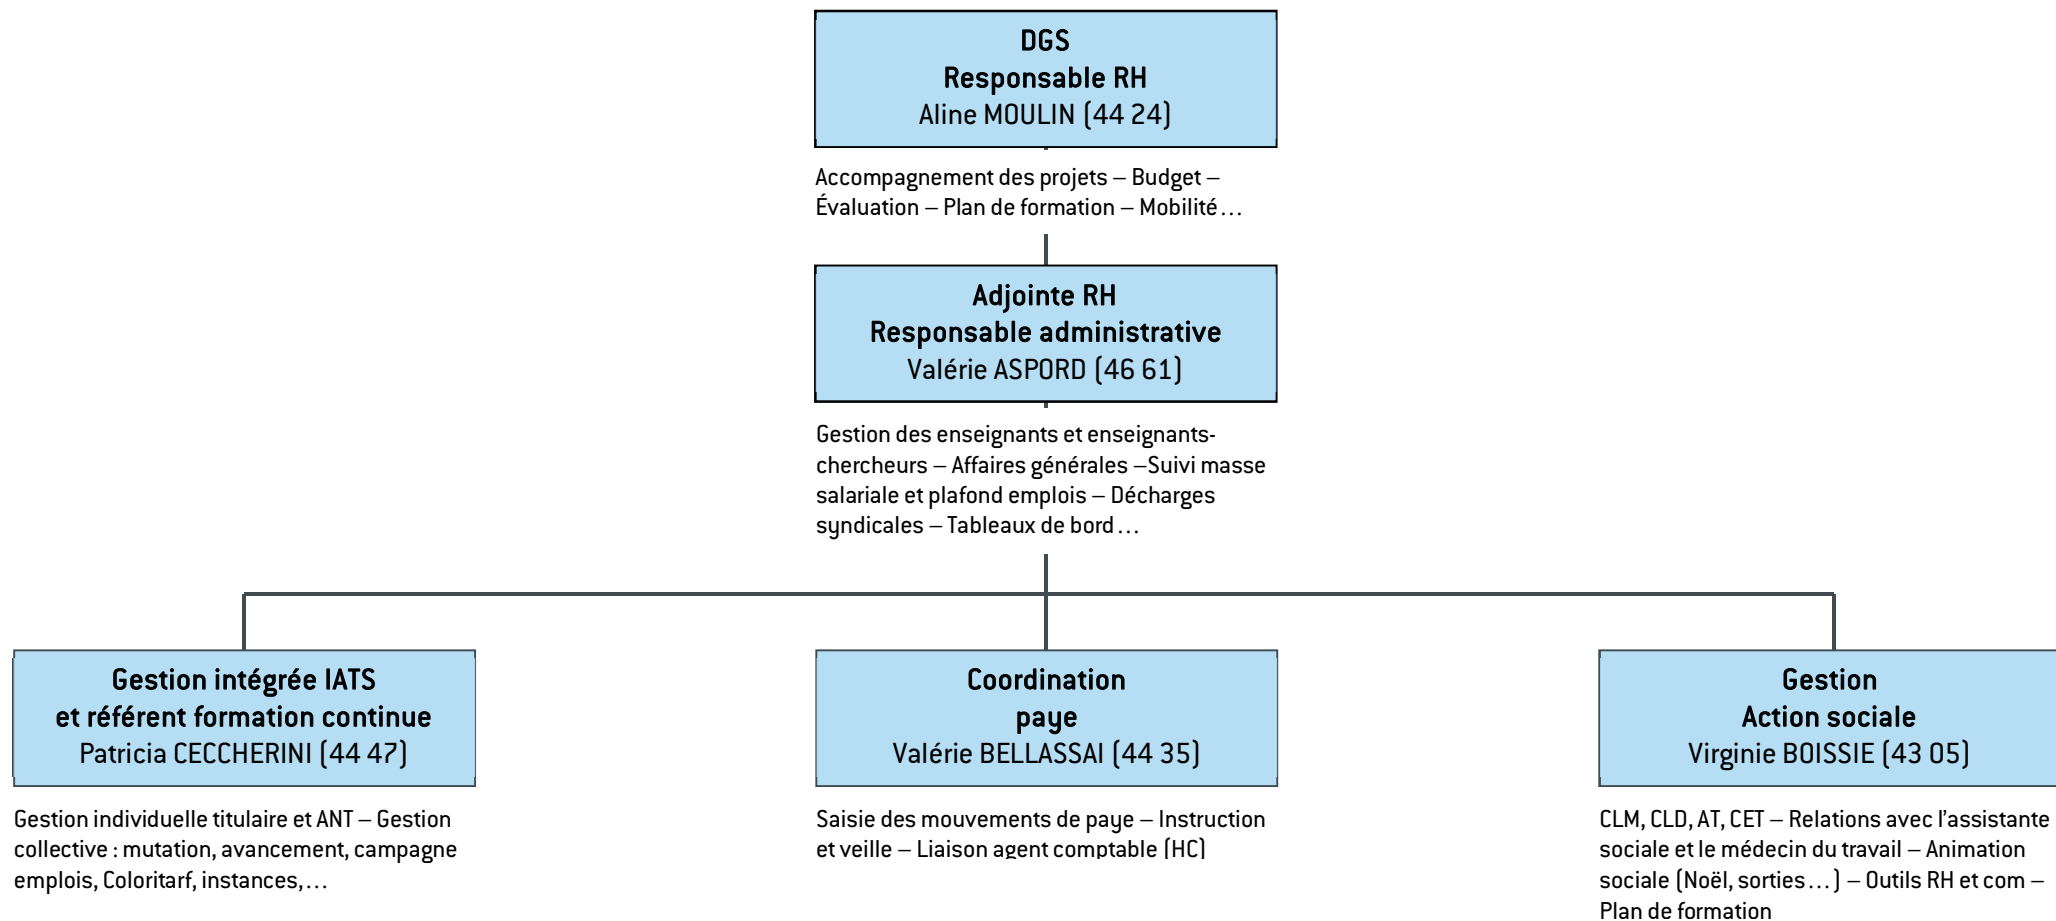 DGS
Responsable RH
Aline MOULIN (44 24)
Accompagnement des projets – Budget –
Évaluation – Plan de formation – Mobilité…
Adjointe RH
Responsable administrative
Valérie ASPORD (46 61)
Gestion des enseignants et enseignants-
chercheurs – Affaires générales –Suivi masse
salariale et plafond emplois – Décharges
syndicales – Tableaux de bord…
Gestion intégrée IATS
et référent formation continue
Patricia CECCHERINI (44 47)
Gestion individuelle titulaire et ANT – Gestion
collective : mutation, avancement, campagne
emplois, Coloritarf, instances,…
Coordination
paye
Valérie BELLASSAI (44 35)
Saisie des mouvements de paye – Instruction
et veille – Liaison agent comptable (HC)
Gestion
Action sociale
Virginie BOISSIE (43 05)
CLM, CLD, AT, CET – Relations avec l’assistante
sociale et le médecin du travail – Animation
sociale (Noël, sorties…) – Outils RH et com –
Plan de formation